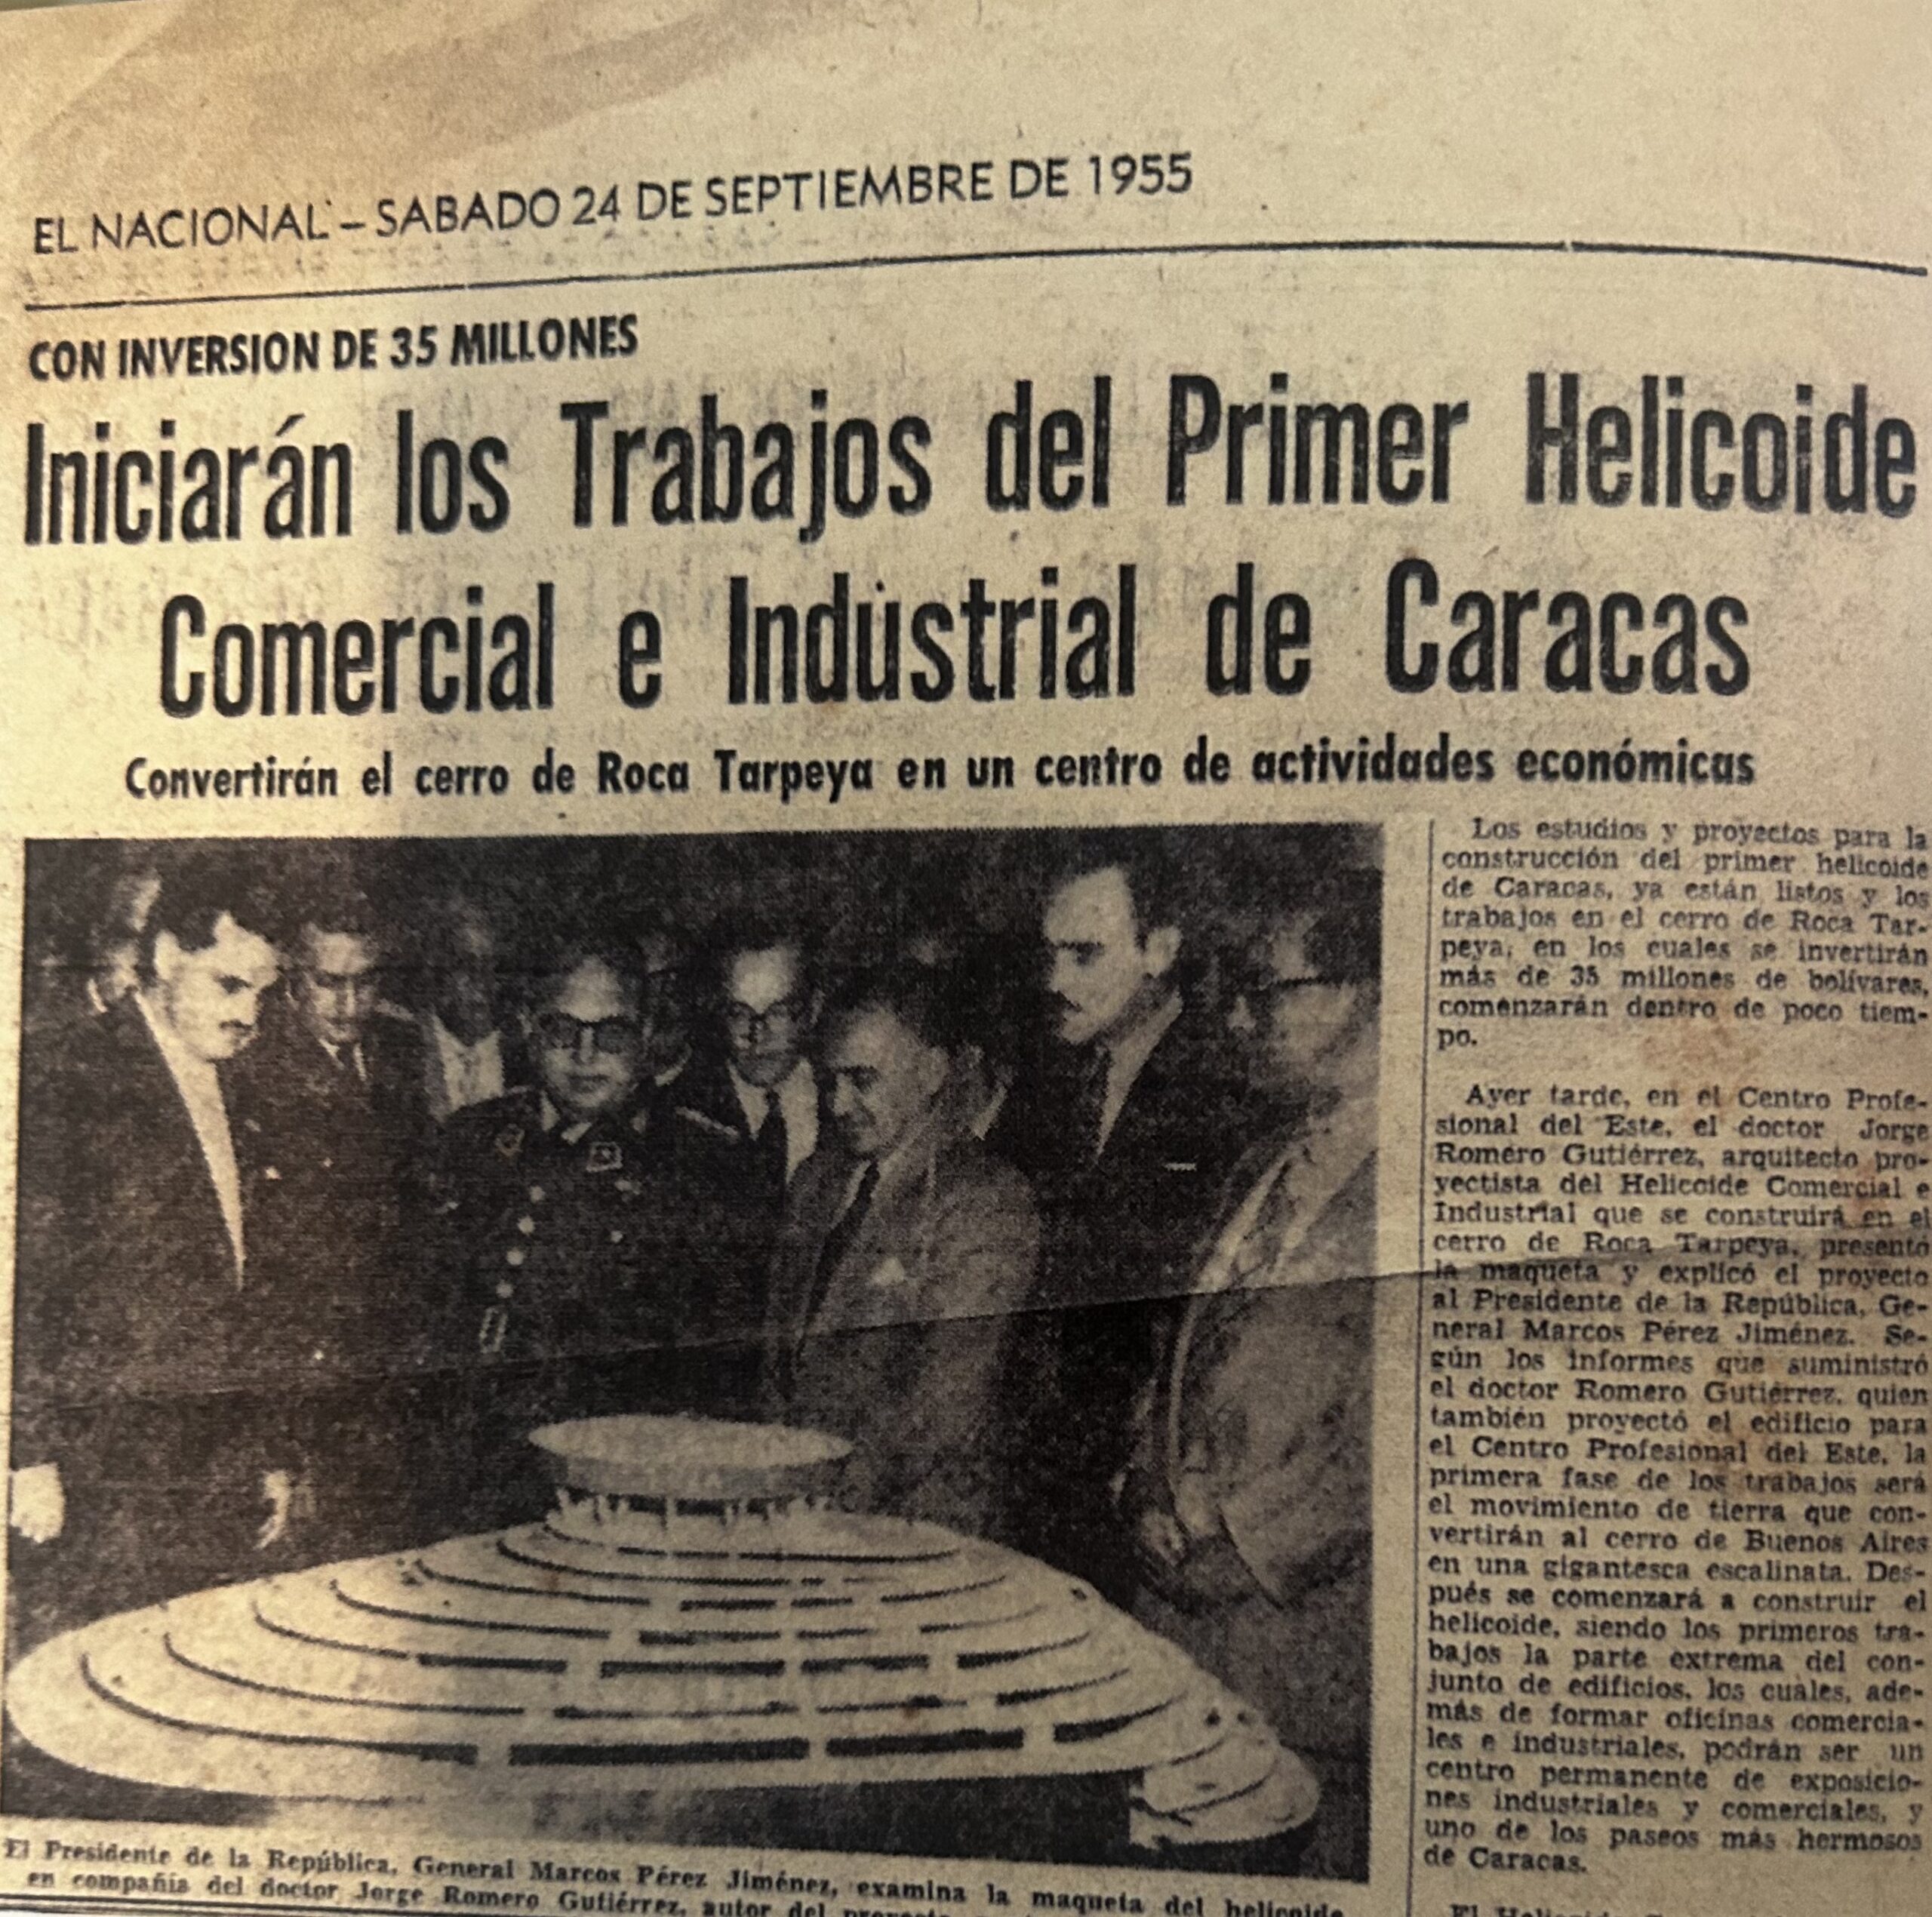 EL NACIONAL – SABADO 24 DE SEPTIEMBRE DE 1955
CON INVERSION DE 35 MILLONES
Iniciarán los Trabajos del Primer Helicoide
Comercial e Industrial de Caracas
Convertirán el cerro de Roca Tarpeya en un centro de actividades económicas
Los estudios y proyectos para la
construcción del primer helicoide
de Caracas, ya están listos y los
trabajos en el cerro de Roca Tar-
peya, en los cuales se invertirán
más de 35 millones de bolívares,
comenzarán dentro de poco tiem-
po.
Ayer tarde, en el Centro Profe-
sional del Este, el doctor Jorge
Romero Gutiérrez, arquitecto pro-
yectista del Helicoide Comercial e
Industrial que se construirá en el
cerro de Roca Tarpeya, presentó
la maqueta y explicó el proyecto
al Presidente de la República, Ge-
neral Marcos Pérez Jiménez. Se-
gún los informes que suministró
el doctor Romero Gutiérrez, quien
también proyectó el edificio para
el Centro Profesional del Este, la
primera fase de los trabajos será
el movimiento de tierra que con-
vertirán al cerro de Buenos Aires
en una gigantesca escalinata. Des-
pués se comenzará a construir el
helicoide, siendo los primeros tra-
bajos la parte extrema del con-
junto de edificios, los cuales, ade-
más de formar oficinas comercia-
les e industriales, podrán ser un
centro permanente de exposicio-
nes industriales y comerciales, y
uno de los paseos más hermosos
de Caracas.
El Presidente de la República, General Marcos Pérez Jiménez, examina la maqueta del helicoide
en compañía del doctor Jorge Romero Gutiérrez, autor del